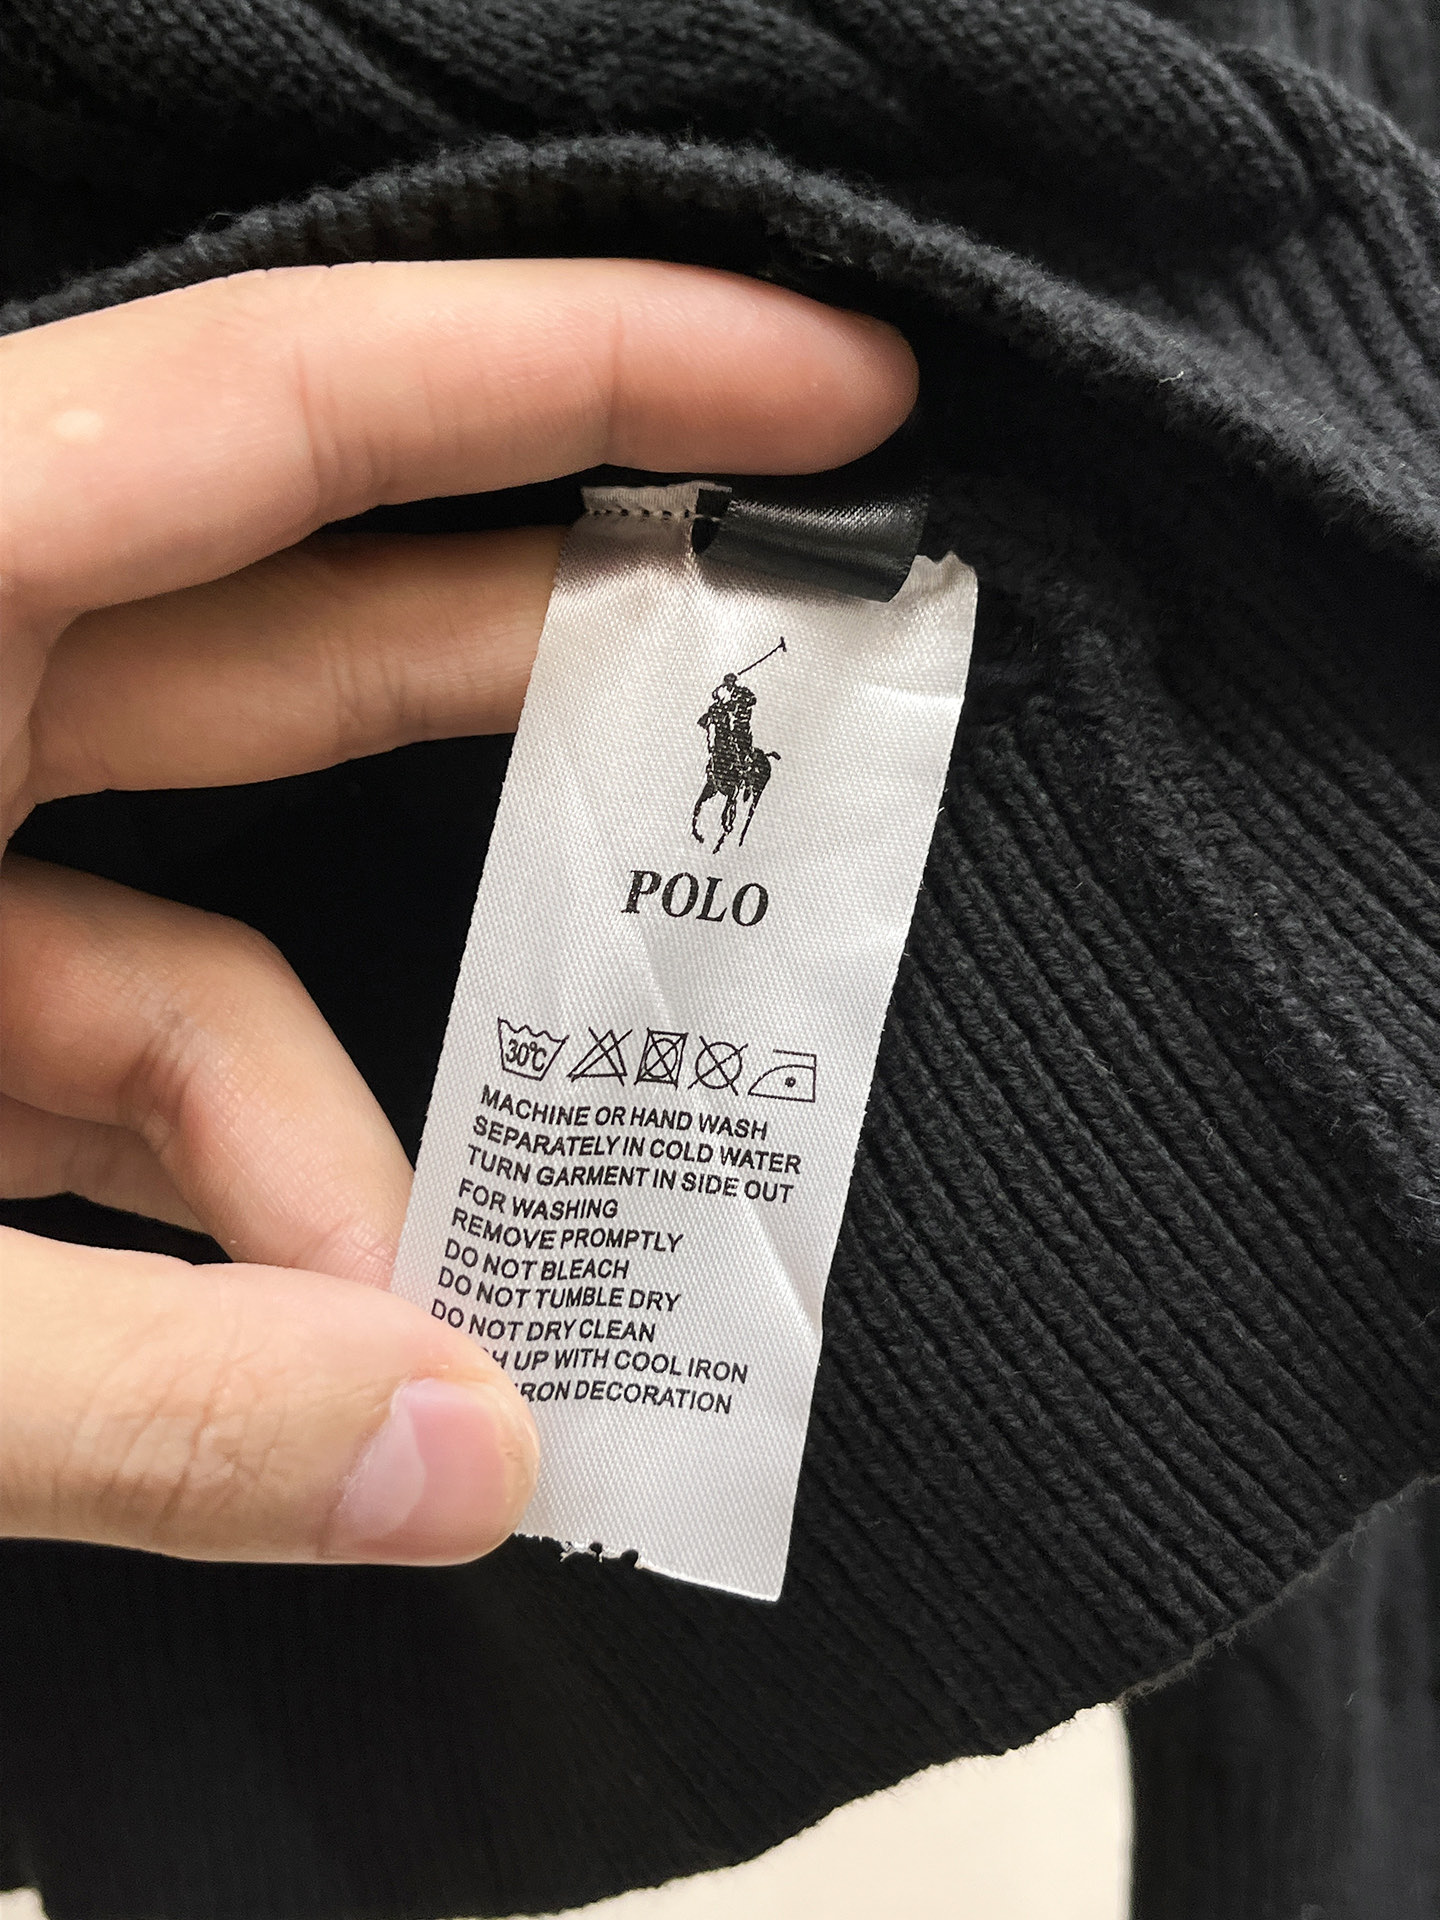 POLO
30°C
MACHINE OR HAND WASH
SEPARATELY IN COLD WATER
TURN GARMENT IN SIDE OUT
FOR WASHING
REMOVE PROMPTLY
DO NOT BLEACH
DO NOT TUMBLE DRY
DO NOT DRY CLEAN
UP WITH COOL IRON
DECORATION